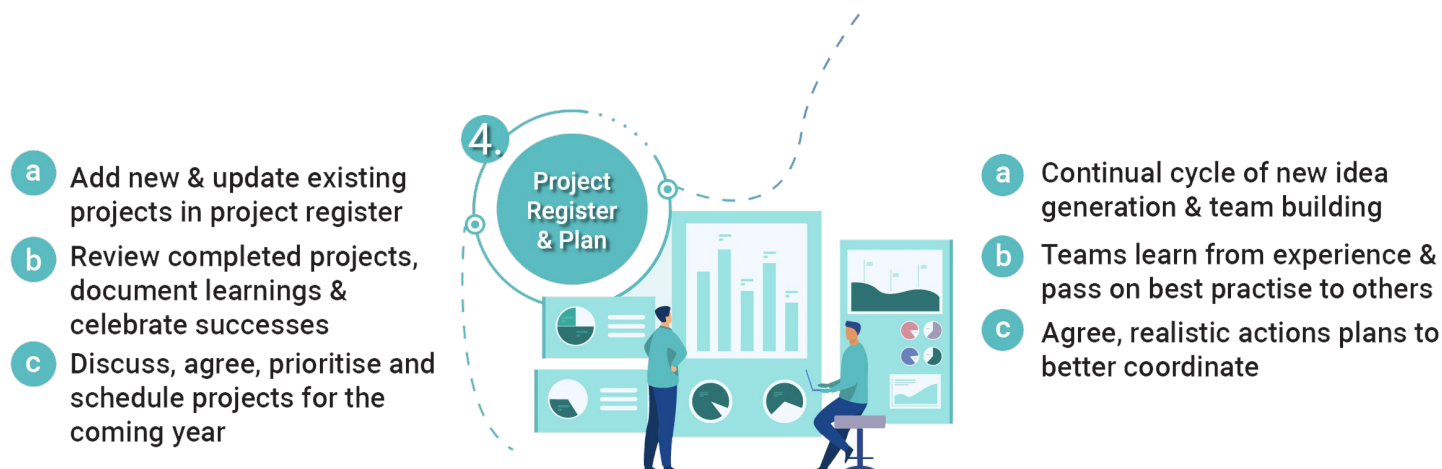 a
Add new & update existing
projects in project register
b
Review completed projects,
document learnings &
celebrate successes
c
Discuss, agree, prioritise and
schedule projects for the
coming year
4.
Project
Register
& Plan
a
Continual cycle of new idea
generation & team building
b
Teams learn from experience &
pass on best practise to others
c
Agree, realistic actions plans to
better coordinate